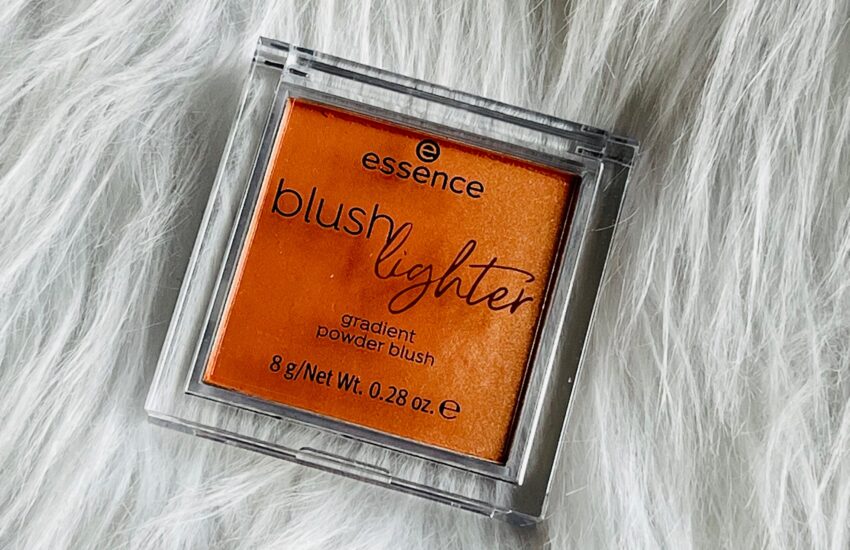 essence
blush
lighter
gradient
powder blush
8 g/Net Wt. 0.28 oz. ℮